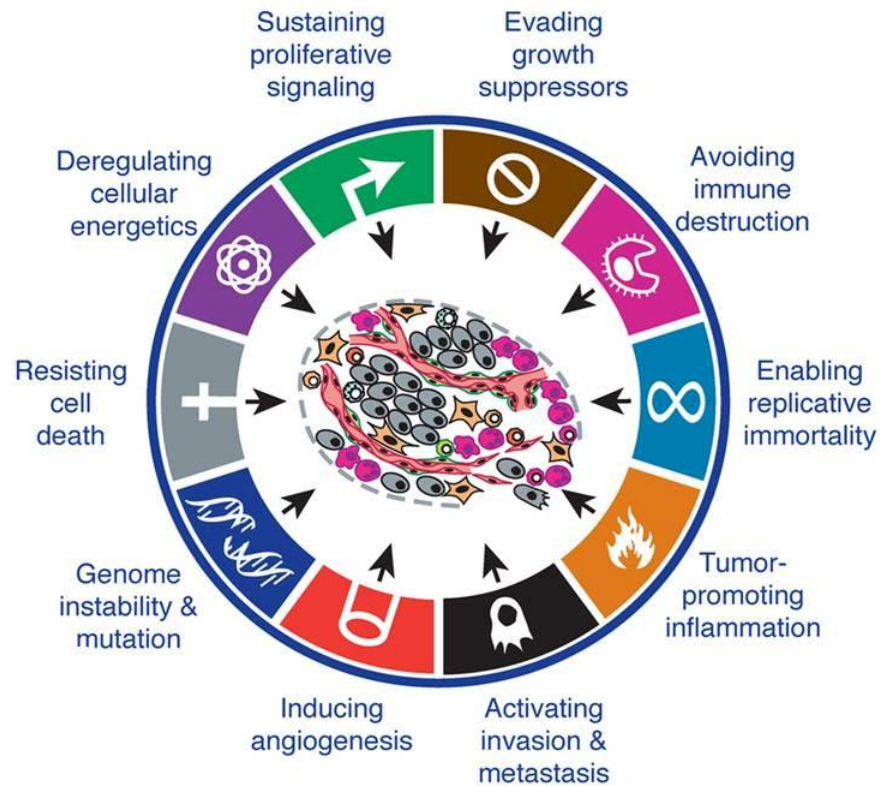 Sustaining
proliferative
signaling
Evading
growth
suppressors
Deregulating
cellular
energetics
Avoiding
immune
destruction
Resisting
cell
death
Enabling
replicative
immortality
Genome
instability &
mutation
Tumor-
promoting
inflammation
Inducing
angiogenesis
Activating
invasion &
metastasis